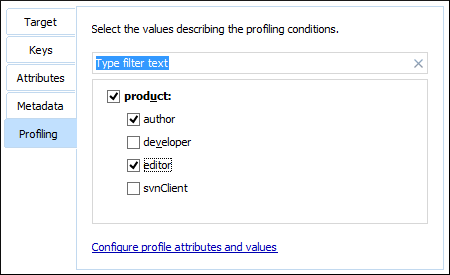 Target
Keys
Attributes
Metadata
Profiling
Select the values describing the profiling conditions.
Type filter text
product:
author
developer
editor
svnClient
Configure profile attributes and values